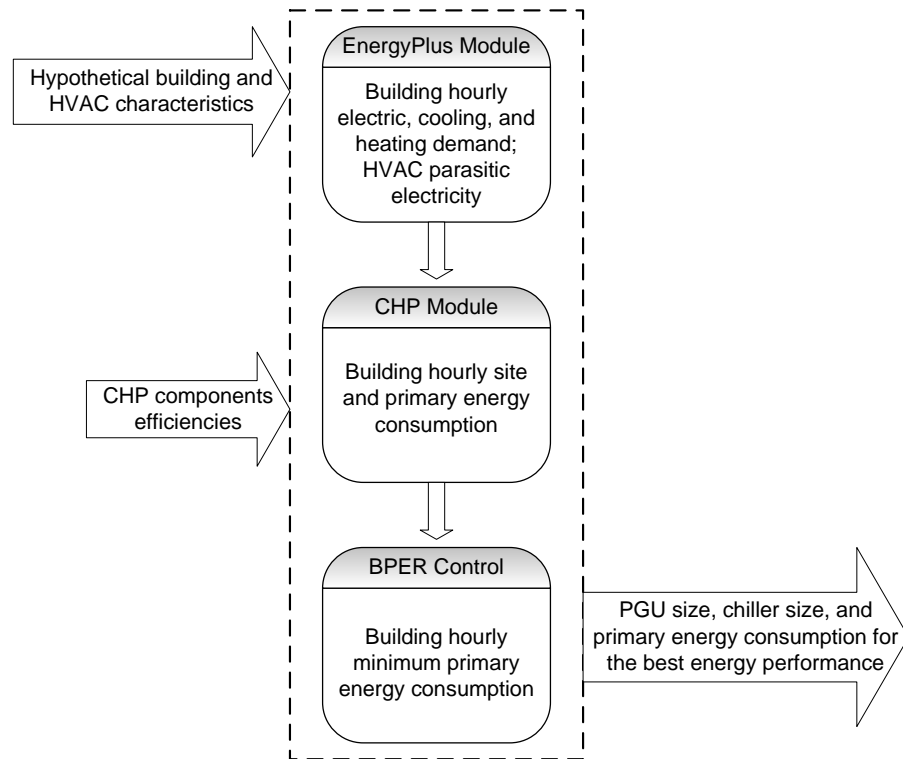 EnergyPlus Module
Hypothetical building and
HVAC characteristics
Building hourly
electric, cooling, and
heating demand;
HVAC parasitic
electricity
CHP Module
Building hourly site
and primary energy
consumption
CHP components
efficiencies
BPER Control
Building hourly
minimum primary
energy consumption
PGU size, chiller size, and
primary energy consumption for
the best energy performance